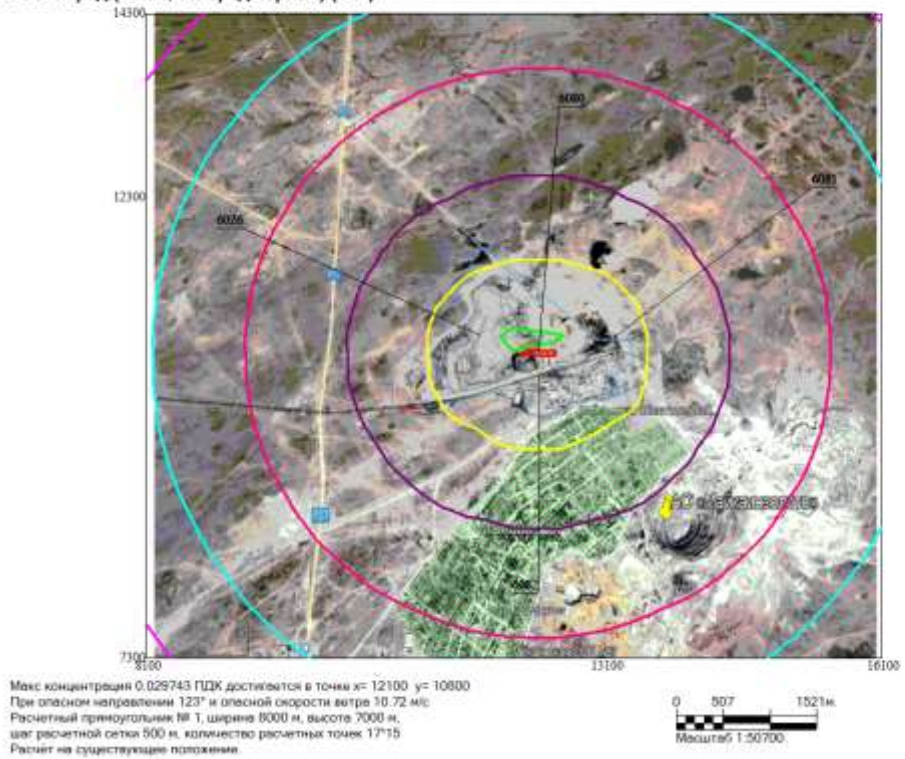 14300
6080
6081
12300
6026
7300
8100
13100
16100
Макс концентрация 0.029743 ПДК достигается в точке x= 12100 y= 10800
При опасном направлении 123° и опасной скорости ветра 10.72 м/с
Расчетный прямоугольник № 1, ширина 8000 м, высота 7000 м,
шаг расчетной сетки 500 м, количество расчетных точек 17*15
Расчёт на существующее положение.
0 507 1521м.
Масштаб 1:50700